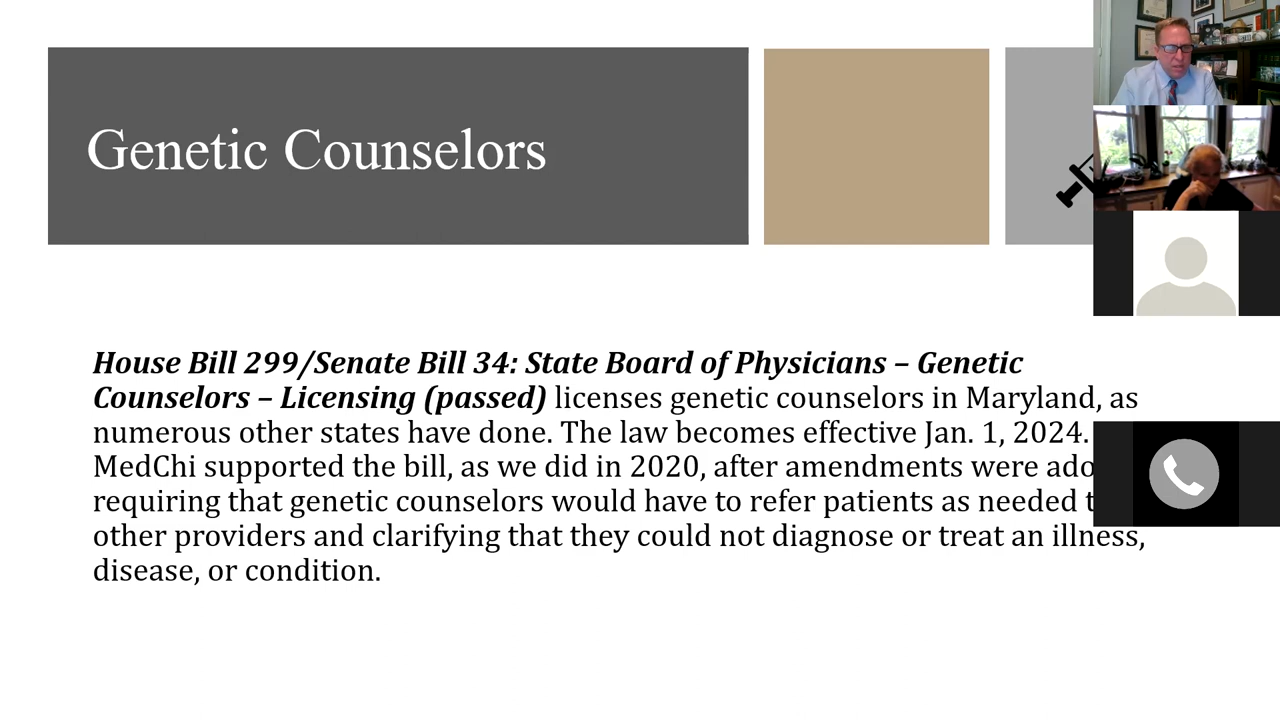 Genetic Counselors
House Bill 299/Senate Bill 34: State Board of Physicians – Genetic
Counselors – Licensing (passed) licenses genetic counselors in Maryland, as
numerous other states have done. The law becomes effective Jan. 1, 2024.
MedChi supported the bill, as we did in 2020, after amendments were
requiring that genetic counselors would have to refer patients as needed
other providers and clarifying that they could not diagnose or treat an illness,
disease, or condition.